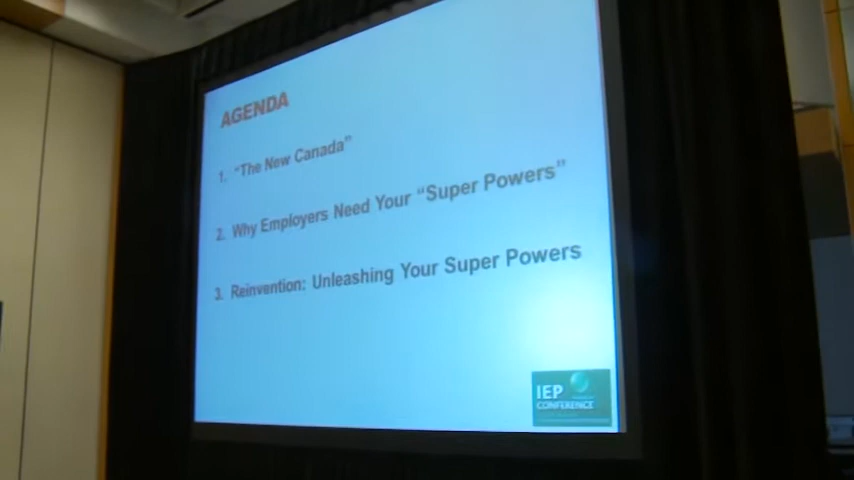 AGENDA
1. "The New Canada"
2. Why Employers Need Your "Super Powers"
3. Reinvention: Unleashing Your Super Powers
IEP
CONFERENCE